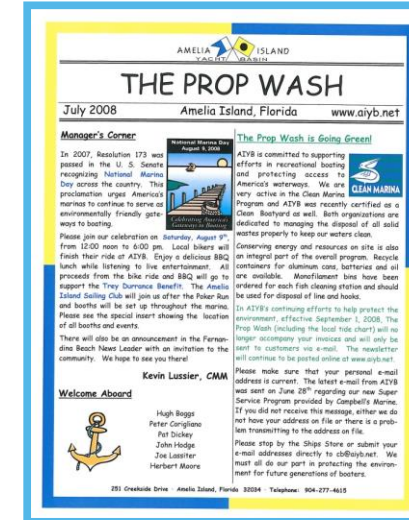 AMELIA ISLAND
YACHT BASIN
THE PROP WASH
July 2008 Amelia Island, Florida www.aiyb.net
Manager's Corner
In 2007, Resolution 173 was
passed in the U. S. Senate
recognizing National Marina
Day across the country. This
proclamation urges America's
marinas to continue to serve as
environmentally friendly gate-
ways to boating.
National Marina Day
August 9, 2008
Celebrating America's
Gateway to Boating
Please join our celebration on Saturday, August 9th,
from 12:00 noon to 6:00 pm. Local bikers will
finish their ride at AIYB. Enjoy a delicious BBQ
lunch while listening to live entertainment. All
proceeds from the bike ride and BBQ will go to
support the Trey Durrance Benefit. The Amelia
Island Sailing Club will join us after the Poker Run
and booths will be set up throughout the marina.
Please see the special insert showing the location
of all booths and events.
There will also be an announcement in the Fernan-
dina Beach News Leader with an invitation to the
community. We hope to see you there!
Kevin Lussier, CMM
Welcome Aboard
Hugh Boggs
Peter Corigliano
Pat Dickey
John Hodge
Joe Lassiter
Herbert Moore
The Prop Wash is Going Green!
AIYB is committed to supporting
efforts in recreational boating
and protecting access to
America's waterways. We are
very active in the Clean Marina
Program and AIYB was recently certified as a
Clean Boatyard as well. Both organizations are
dedicated to managing the disposal of all solid
wastes properly to keep our waters clean.
CLEAN MARINA
Conserving energy and resources on site is also
an integral part of the overall program. Recycle
containers for aluminum cans, batteries and oil
are available. Monofilament bins have been
ordered for each fish cleaning station and should
be used for disposal of line and hooks.
In AIYB's continuing efforts to help protect the
environment, effective September 1, 2008, The
Prop Wash (including the local tide chart) will no
longer accompany your invoices and will only be
sent to customers via e-mail. The newsletter
will continue to be posted online at www.aiyb.net.
Please make sure that your personal e-mail
address is current. The latest e-mail from AIYB
was sent on June 28th regarding our new Super
Service Program provided by Campbell's Marine.
If you did not receive this message, either we do
not have your address on file or there is a prob-
lem transmitting to the address on file.
Please stop by the Ships Store or submit your
e-mail addresses directly to cb@aiyb.net. We
must all do our part in protecting the environ-
ment for future generations of boaters.
251 Creekside Drive · Amelia Island, Florida 32034 · Telephone: 904-277-4615